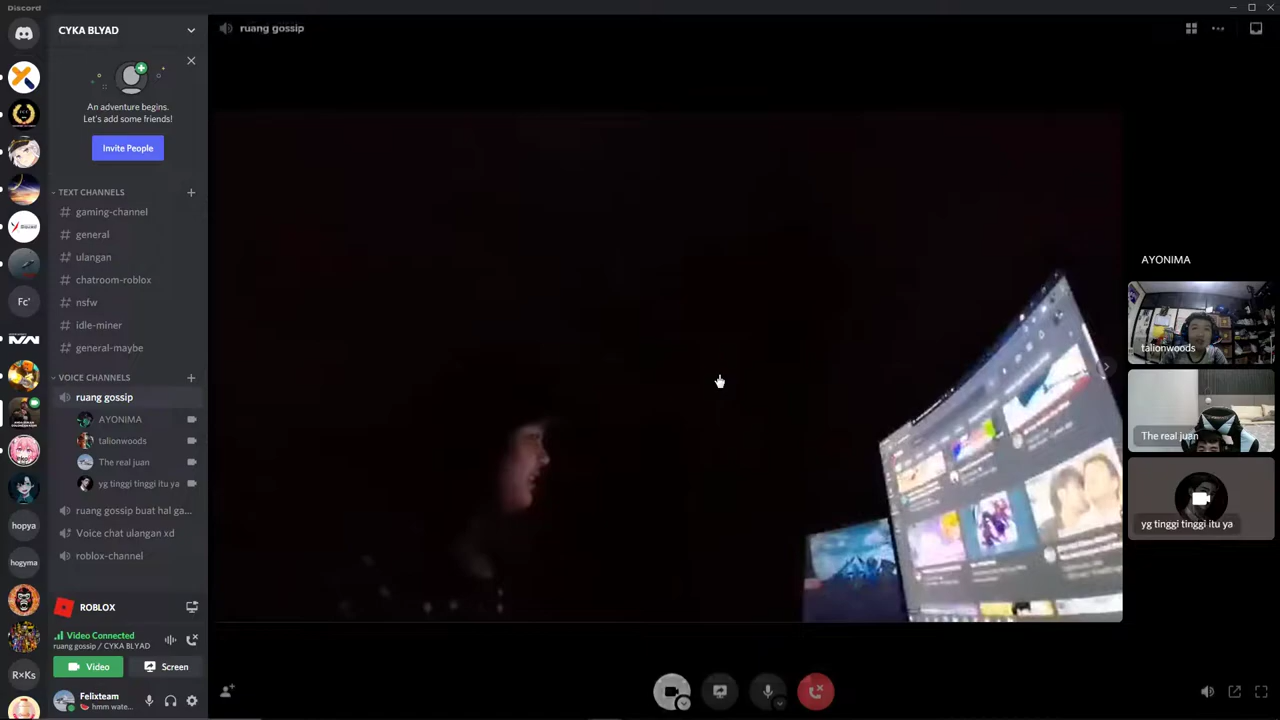 Discord
CYKA BLYAD
ruang gossip
An adventure begins.
Let's add some friends!
Invite People
TEXT CHANNELS
gaming-channel
general
ulangan
chatroom-roblox
nsfw
idle-miner
general-maybe
VOICE CHANNELS
ruang gossip
AYONIMA
talionwoods
The real juan
yg tinggi tinggi itu ya
ruang gossip buat hal ga...
Voice chat ulangan xd
roblox-channel
ROBLOX
Video Connected
ruang gossip / CYKA BLYAD
Video
Screen
Felixteam
hmm wate...
Fc'
hopya
hogyma
R×Ks
AYONIMA
talionwoods
The real juan
yg tinggi tinggi itu ya